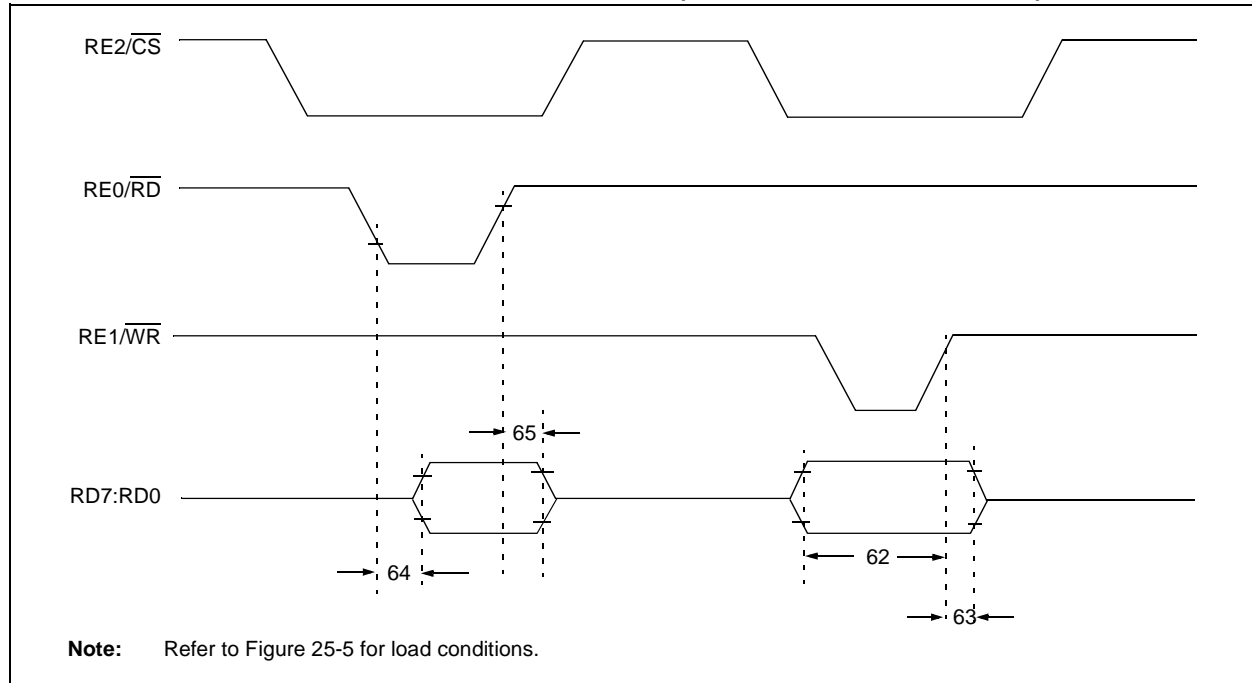 RE2/CS
RE0/RD
RE1/WR
65
RD7:RD0
62
64
63
Note: Refer to Figure 25-5 for load conditions.